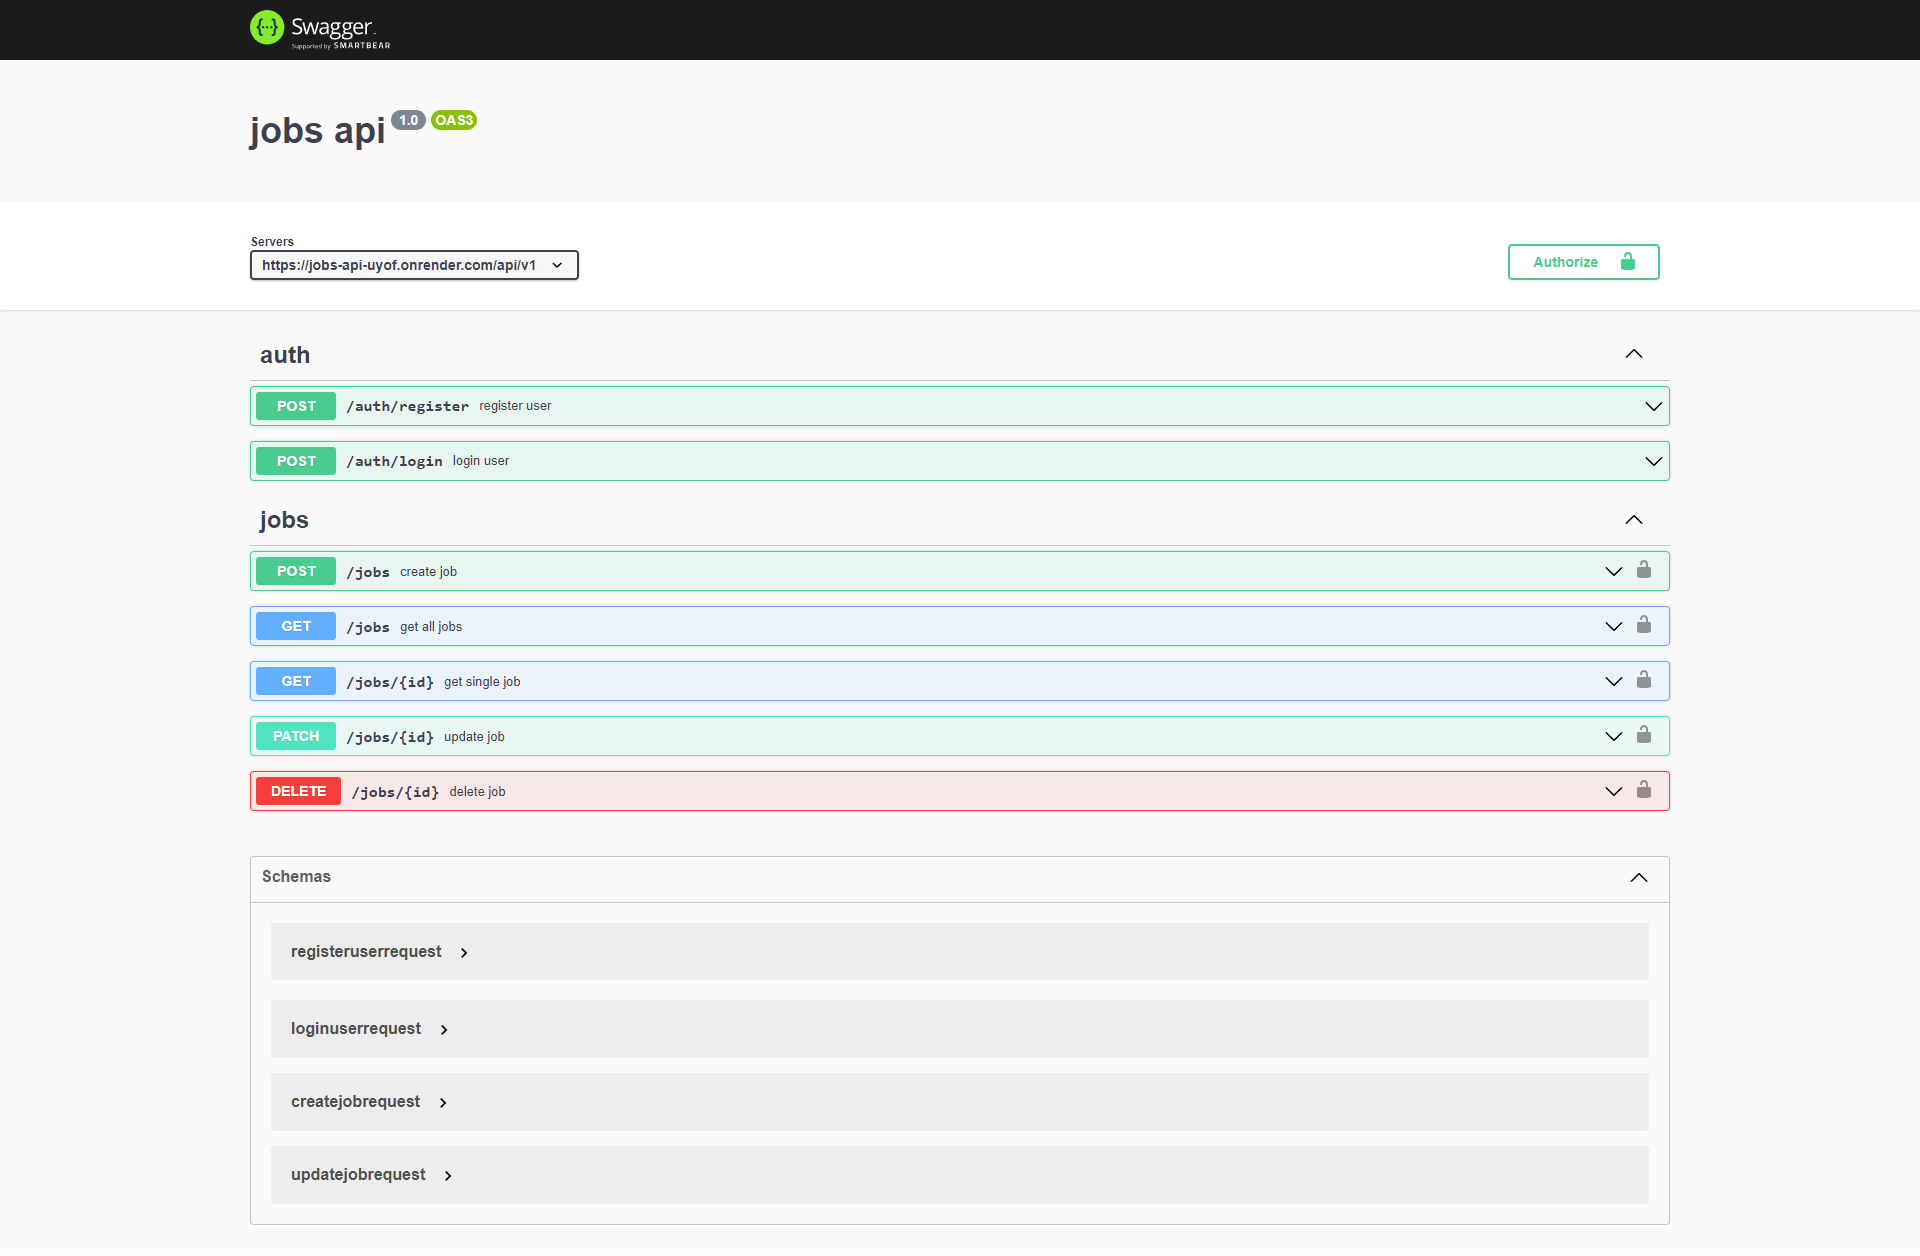 {···} Swagger
Supported by SMARTBEAR
jobs api 1.0 OAS3
Servers
https://jobs-api-uyof.onrender.com/api/v1
Authorize
auth
POST /auth/register register user
POST /auth/login login user
jobs
POST /jobs create job
GET /jobs get all jobs
GET /jobs/{id} get single job
PATCH /jobs/{id} update job
DELETE /jobs/{id} delete job
Schemas
registeruserrequest
loginuserrequest
createjobrequest
updatejobrequest